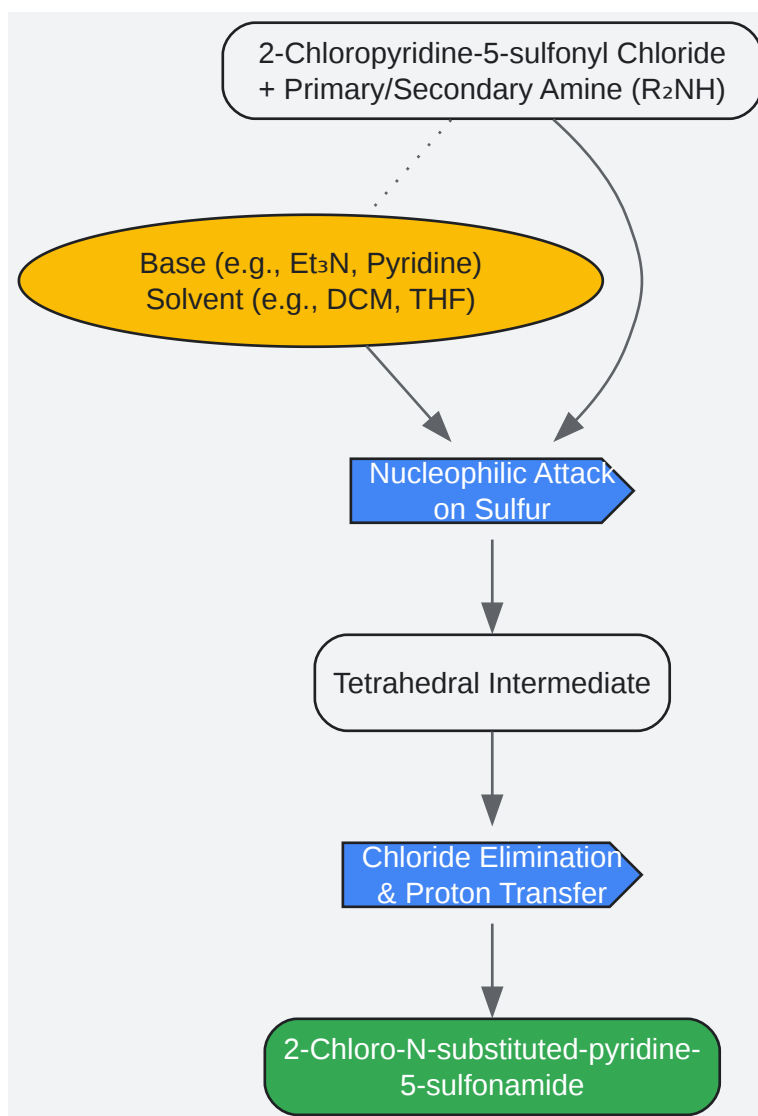 2-Chloropyridine-5-sulfonyl Chloride
+ Primary/Secondary Amine (R₂NH)
Base (e.g., Et₃N, Pyridine)
Solvent (e.g., DCM, THF)
Nucleophilic Attack
on Sulfur
Tetrahedral Intermediate
Chloride Elimination
& Proton Transfer
2-Chloro-N-substituted-pyridine-
5-sulfonamide